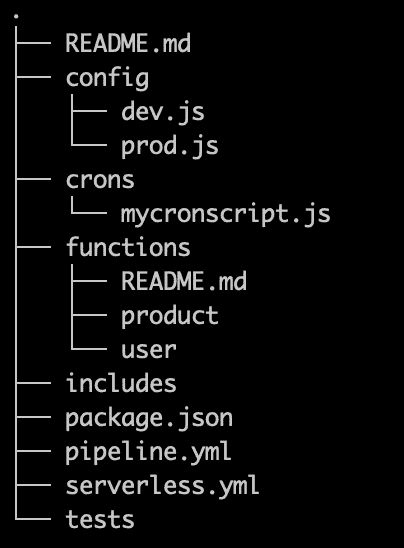 .
├── README.md
├── config
│   ├── dev.js
│   └── prod.js
├── crons
│   └── mycronscript.js
├── functions
│   ├── README.md
│   ├── product
│   └── user
├── includes
├── package.json
├── pipeline.yml
├── serverless.yml
└── tests